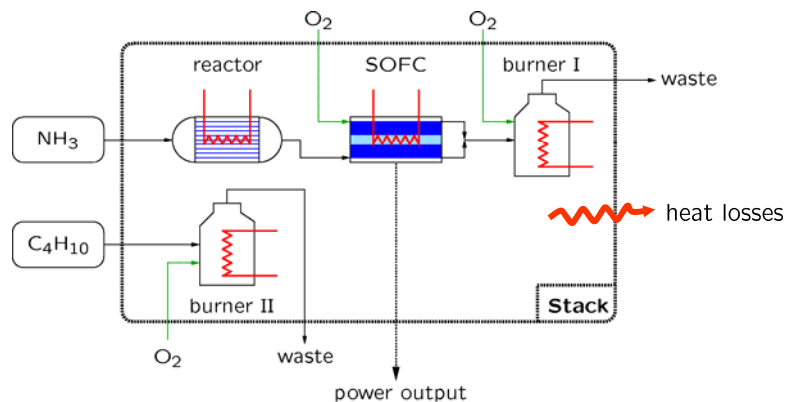 O₂
O₂
reactor
SOFC
burner I
waste
NH₃
heat losses
C₄H₁₀
burner II
Stack
O₂
waste
power output